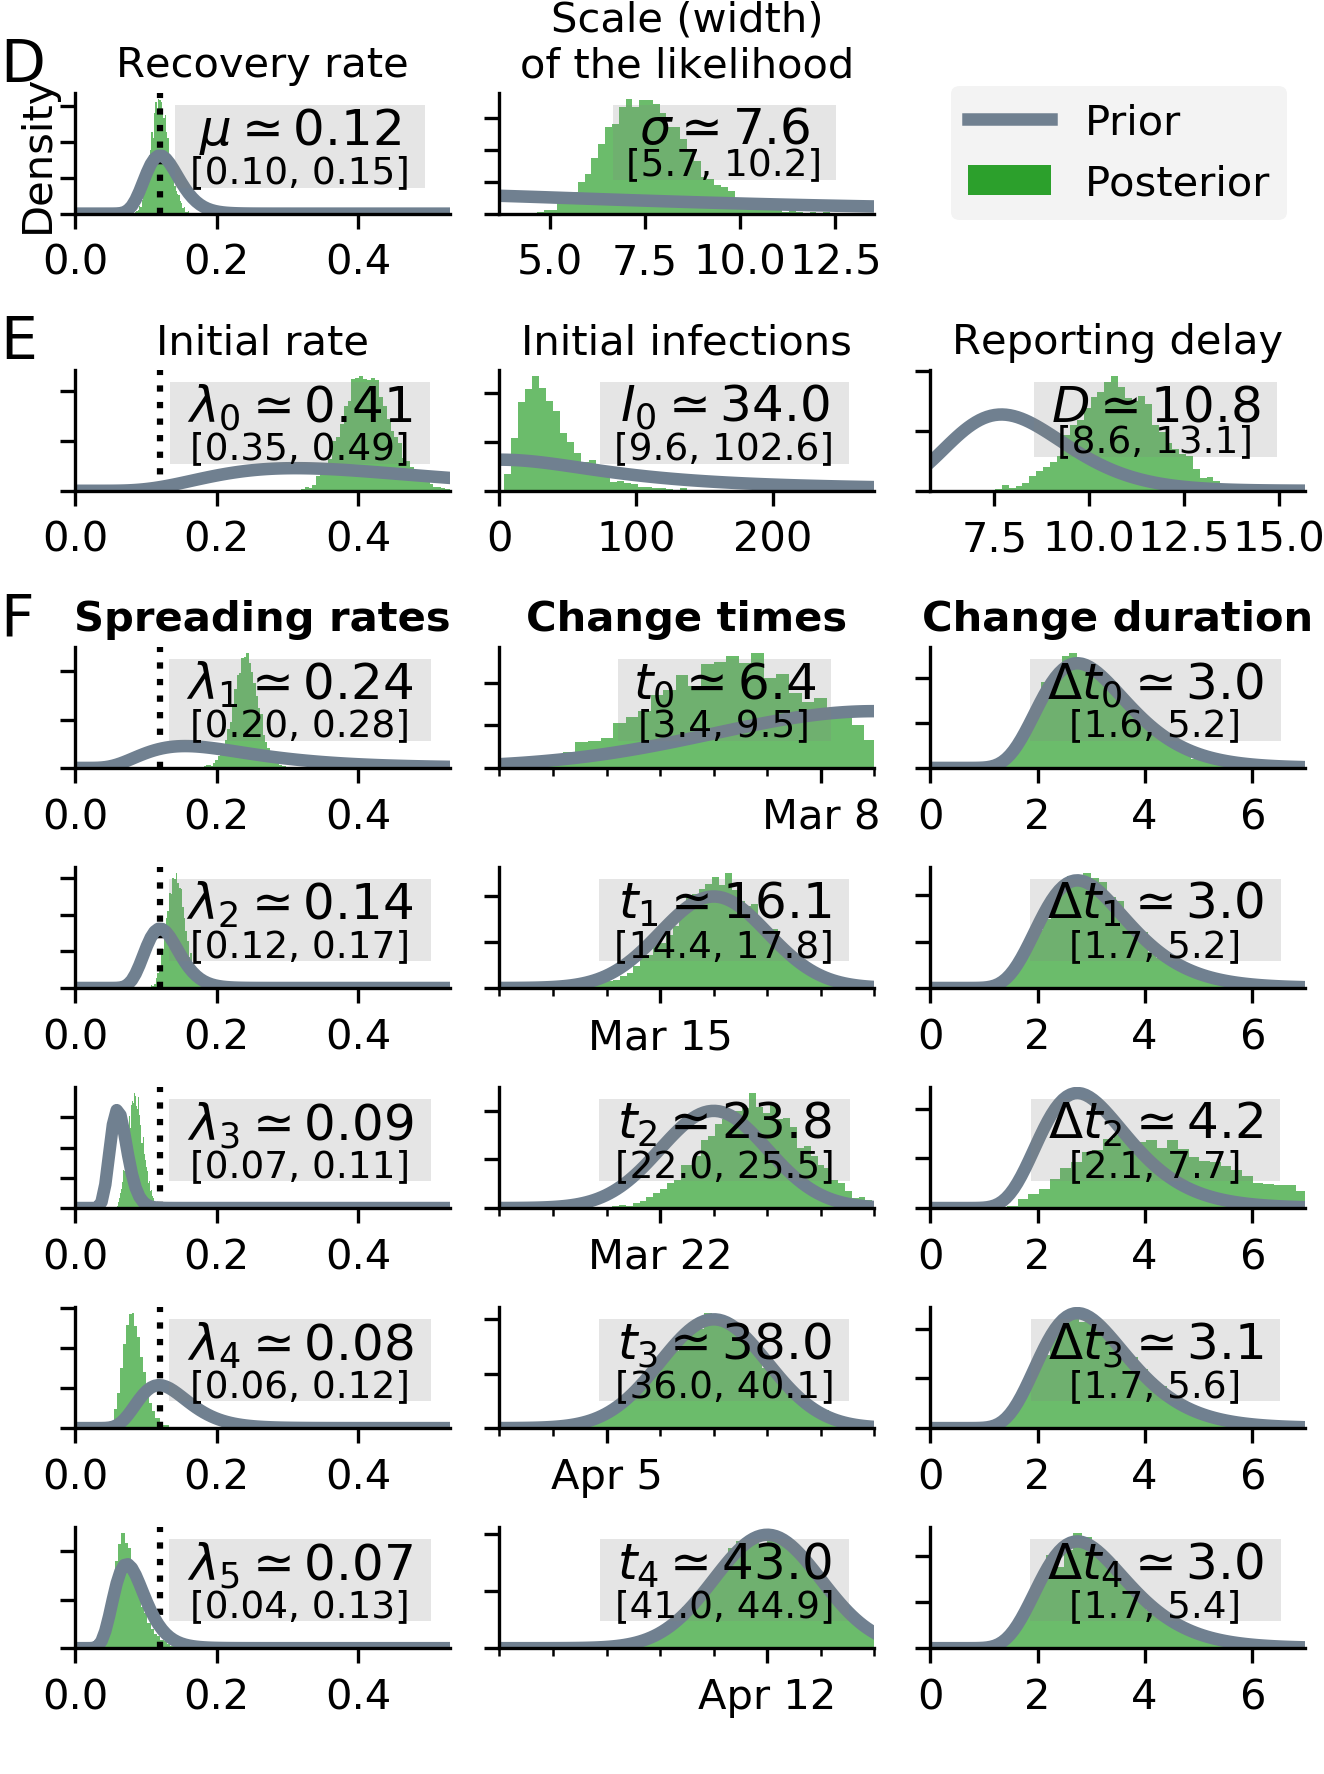 D
Recovery rate
Scale (width)
of the likelihood
Density
μ ≃ 0.12
[0.10, 0.15]
0.0 0.2 0.4
σ ≃ 7.6
[5.7, 10.2]
5.0 7.5 10.0 12.5
Prior
Posterior
E
Initial rate
Initial infections
Reporting delay
λ₀ ≃ 0.41
[0.35, 0.49]
0.0 0.2 0.4
I₀ ≃ 34.0
[9.6, 102.6]
0 100 200
D ≃ 10.8
[8.6, 13.1]
7.5 10.0 12.5 15.0
F
Spreading rates
Change times
Change duration
λ₁ ≃ 0.24
[0.20, 0.28]
0.0 0.2 0.4
t₀ ≃ 6.4
[3.4, 9.5]
Mar 8
Δt₀ ≃ 3.0
[1.6, 5.2]
0 2 4 6
λ₂ ≃ 0.14
[0.12, 0.17]
0.0 0.2 0.4
t₁ ≃ 16.1
[14.4, 17.8]
Mar 15
Δt₁ ≃ 3.0
[1.7, 5.2]
0 2 4 6
λ₃ ≃ 0.09
[0.07, 0.11]
0.0 0.2 0.4
t₂ ≃ 23.8
[22.0, 25.5]
Mar 22
Δt₂ ≃ 4.2
[2.1, 7.7]
0 2 4 6
λ₄ ≃ 0.08
[0.06, 0.12]
0.0 0.2 0.4
t₃ ≃ 38.0
[36.0, 40.1]
Apr 5
Δt₃ ≃ 3.1
[1.7, 5.6]
0 2 4 6
λ₅ ≃ 0.07
[0.04, 0.13]
0.0 0.2 0.4
t₄ ≃ 43.0
[41.0, 44.9]
Apr 12
Δt₄ ≃ 3.0
[1.7, 5.4]
0 2 4 6